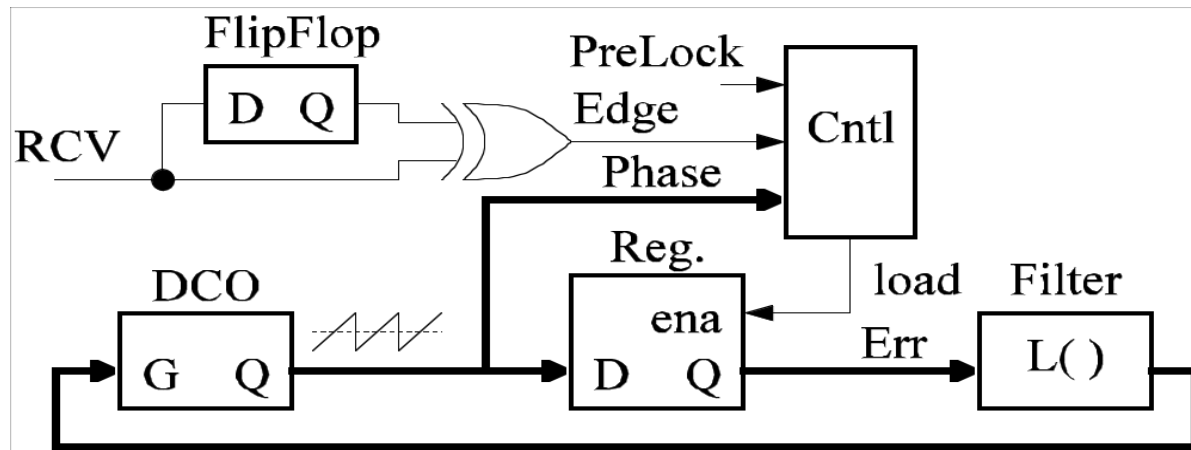 FlipFlop
D Q
RCV
PreLock
Edge
Phase
Cntl
DCO
G Q
Reg.
ena
D Q
load
Err
Filter
L( )